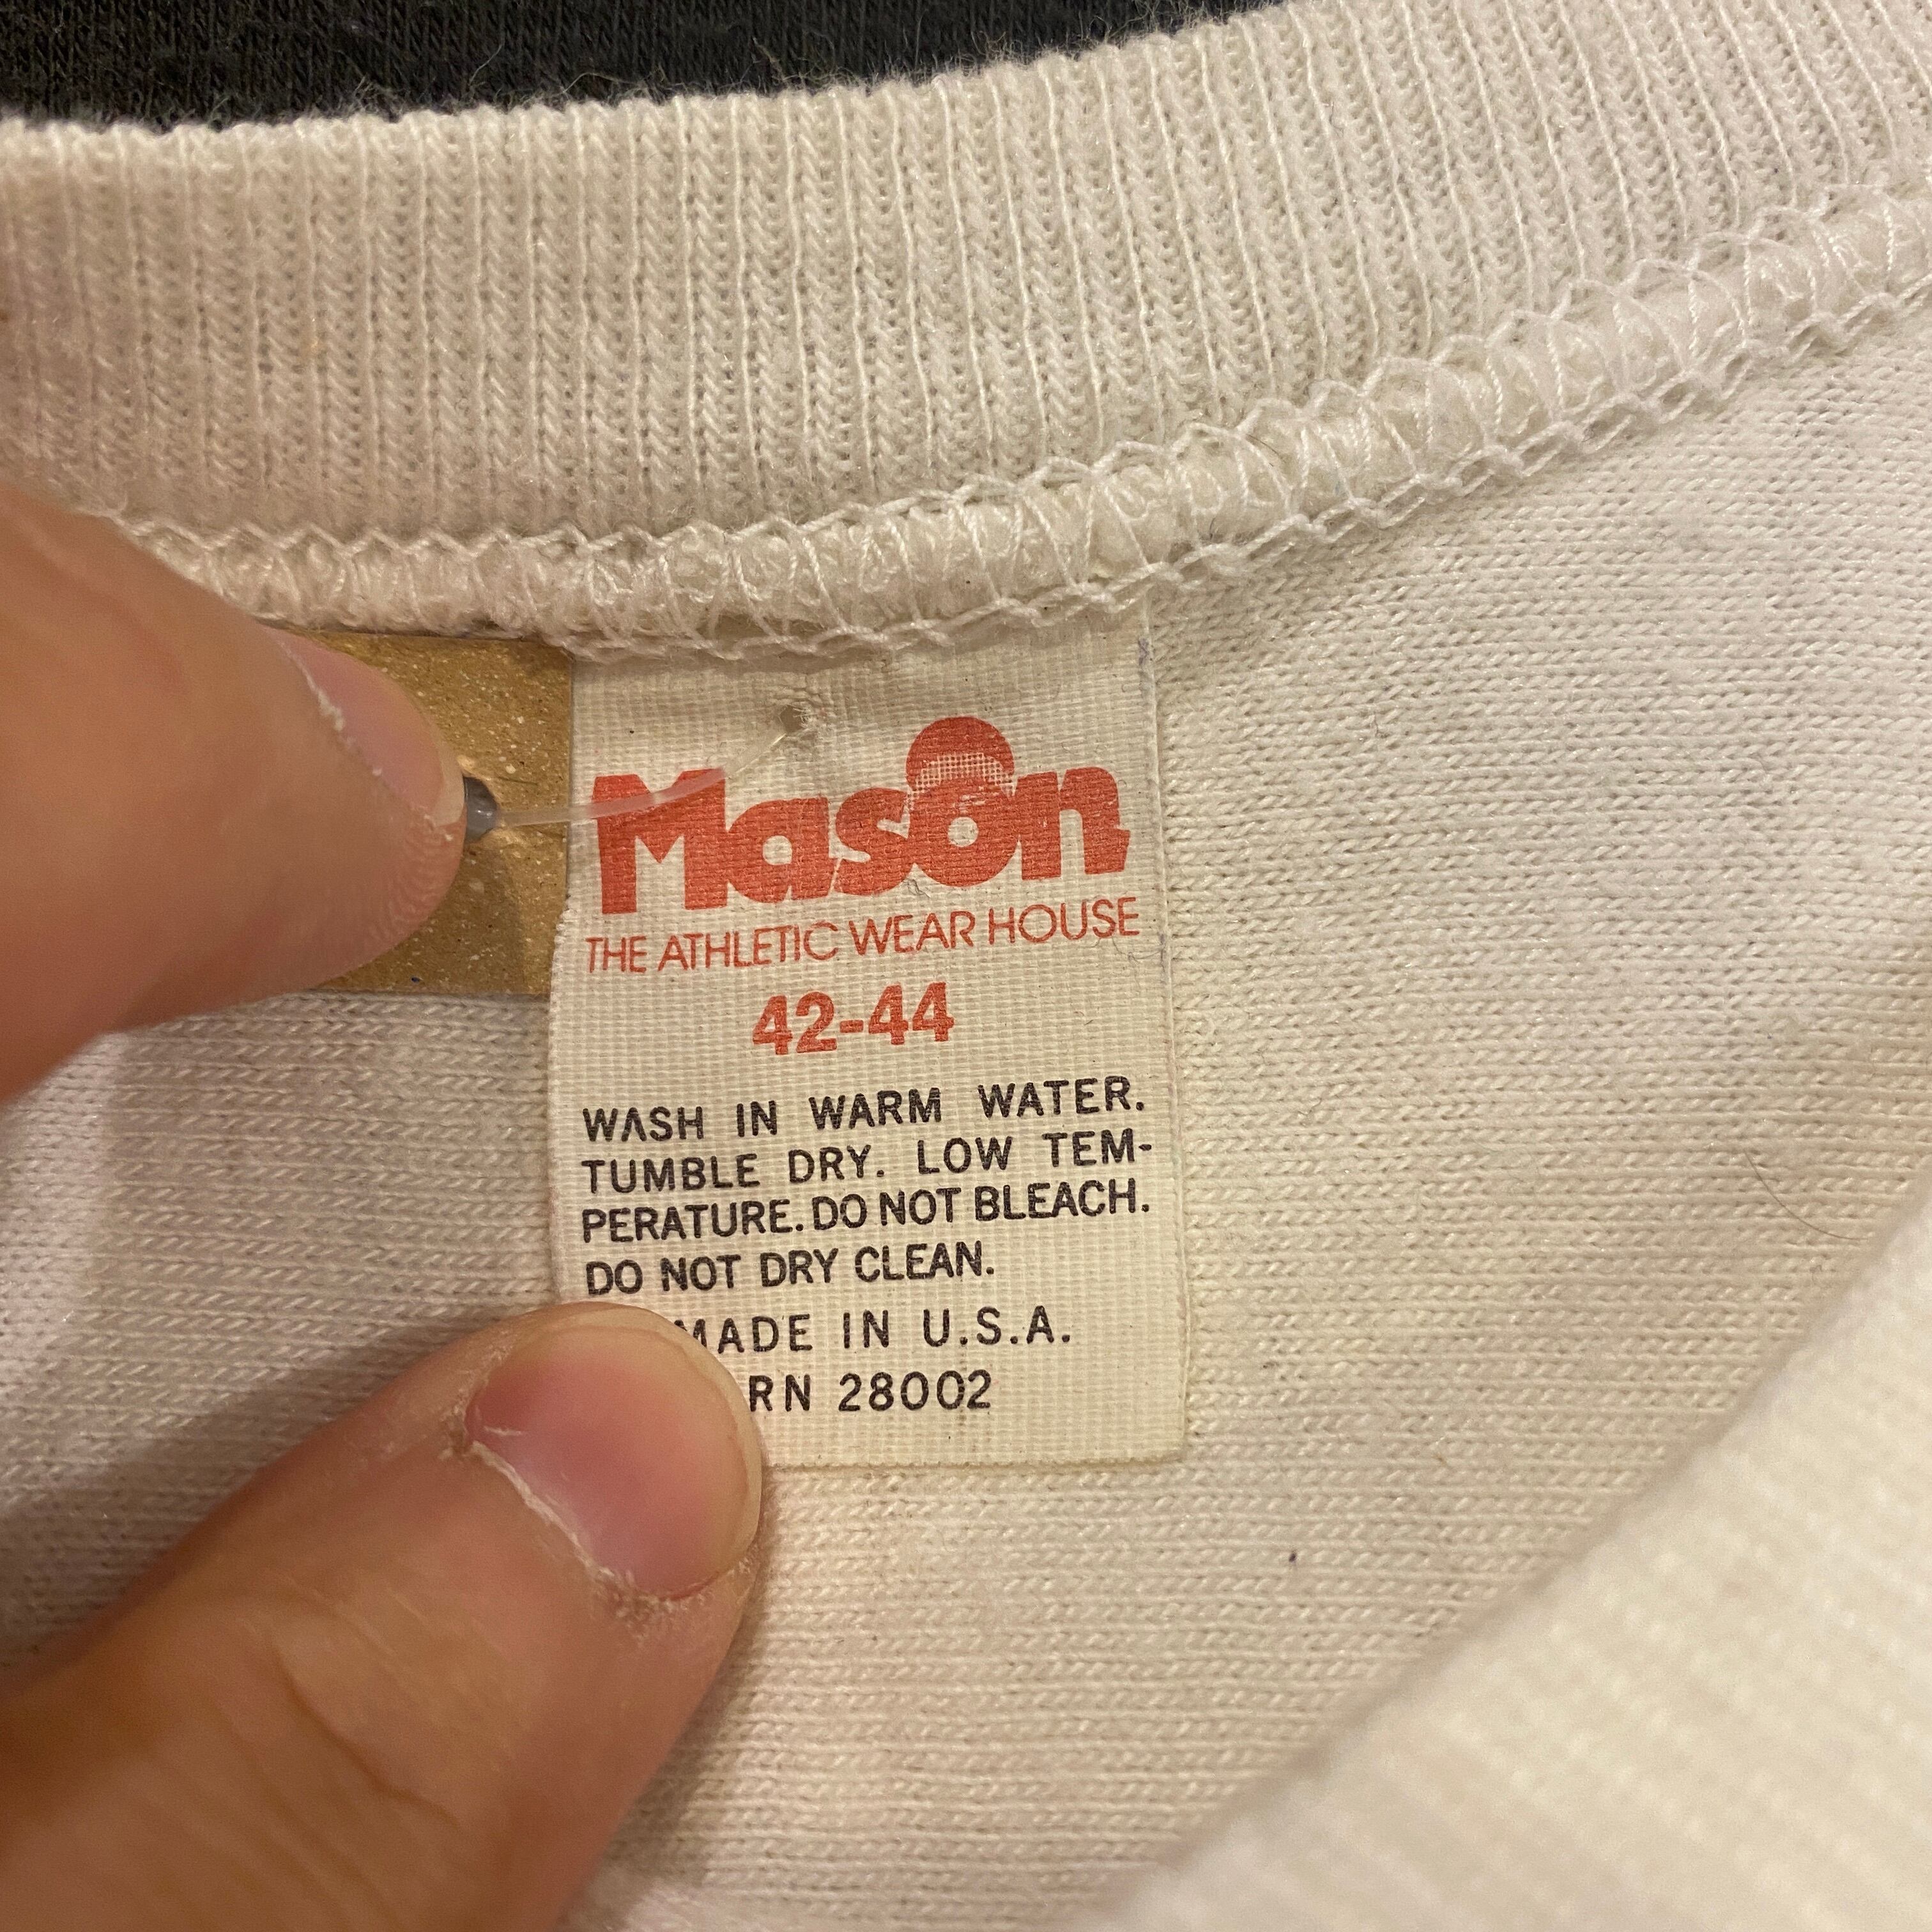 Mason
THE ATHLETIC WEAR HOUSE
42-44
WASH IN WARM WATER.
TUMBLE DRY. LOW TEM-
PERATURE. DO NOT BLEACH.
DO NOT DRY CLEAN.
MADE IN U.S.A.
RN 28002